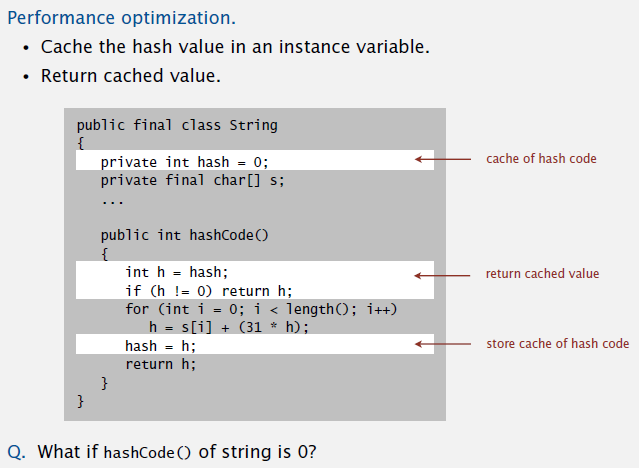 Performance optimization.
• Cache the hash value in an instance variable.
• Return cached value.
public final class String
{
   private int hash = 0;
cache of hash code
   private final char[] s;
   ...
   public int hashCode()
   {
      int h = hash;
      if (h != 0) return h;
return cached value
      for (int i = 0; i < length(); i++)
         h = s[i] + (31 * h);
      hash = h;
store cache of hash code
      return h;
   }
}
Q. What if hashCode() of string is 0?